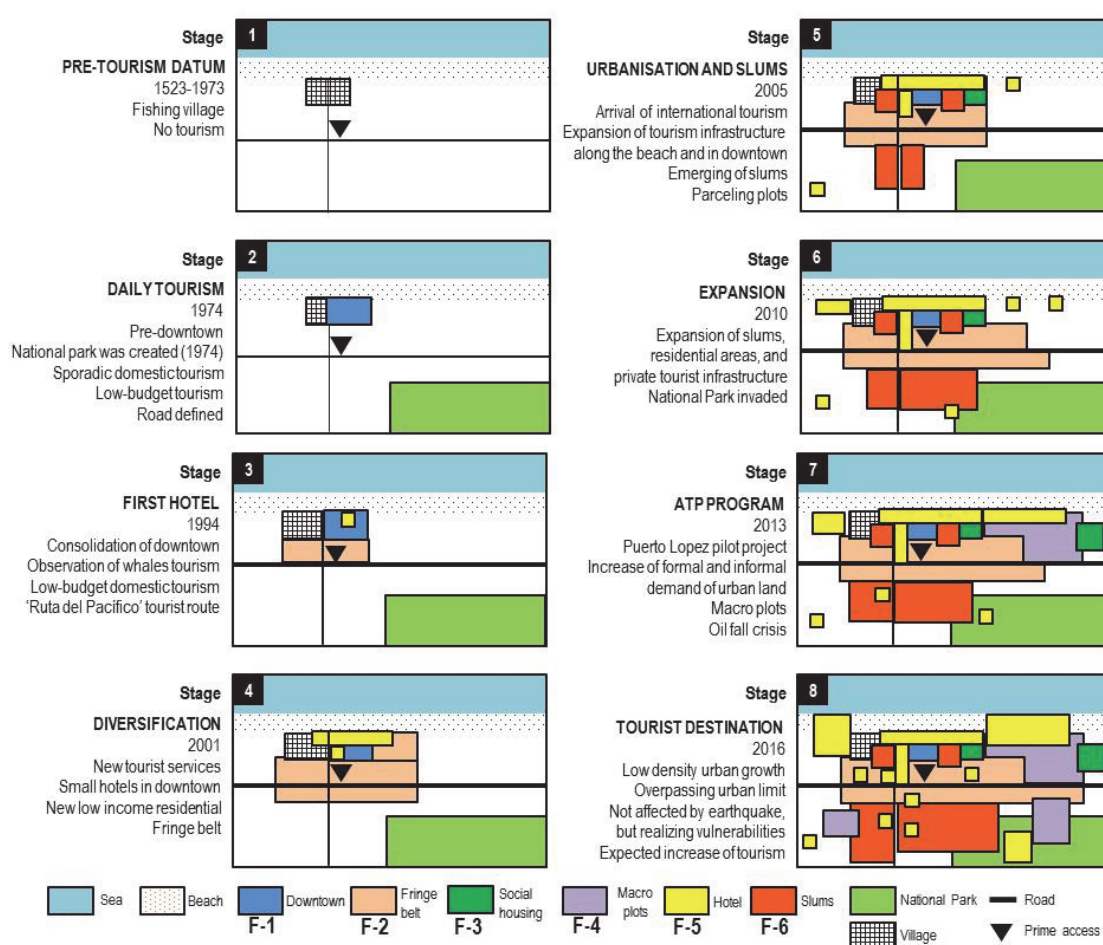 Stage 1
PRE-TOURISM DATUM
1523-1973
Fishing village
No tourism
Stage 2
DAILY TOURISM
1974
Pre-downtown
National park was created (1974)
Sporadic domestic tourism
Low-budget tourism
Road defined
Stage 3
FIRST HOTEL
1994
Consolidation of downtown
Observation of whales tourism
Low-budget domestic tourism
'Ruta del Pacífico' tourist route
Stage 4
DIVERSIFICATION
2001
New tourist services
Small hotels in downtown
New low income residential
Fringe belt
Stage 5
URBANISATION AND SLUMS
2005
Arrival of international tourism
Expansion of tourism infrastructure
along the beach and in downtown
Emerging of slums
Parceling plots
Stage 6
EXPANSION
2010
Expansion of slums,
residential areas, and
private tourist infrastructure
National Park invaded
Stage 7
ATP PROGRAM
2013
Puerto Lopez pilot project
Increase of formal and informal
demand of urban land
Macro plots
Oil fall crisis
Stage 8
TOURIST DESTINATION
2016
Low density urban growth
Overpassing urban limit
Not affected by earthquake,
but realizing vulnerabilities
Expected increase of tourism
Sea
Beach
Downtown
F-1
Fringe
belt
F-2
Social
housing
F-3
Macro
plots
F-4
Hotel
F-5
Slums
F-6
National Park
Village
Road
Prime access